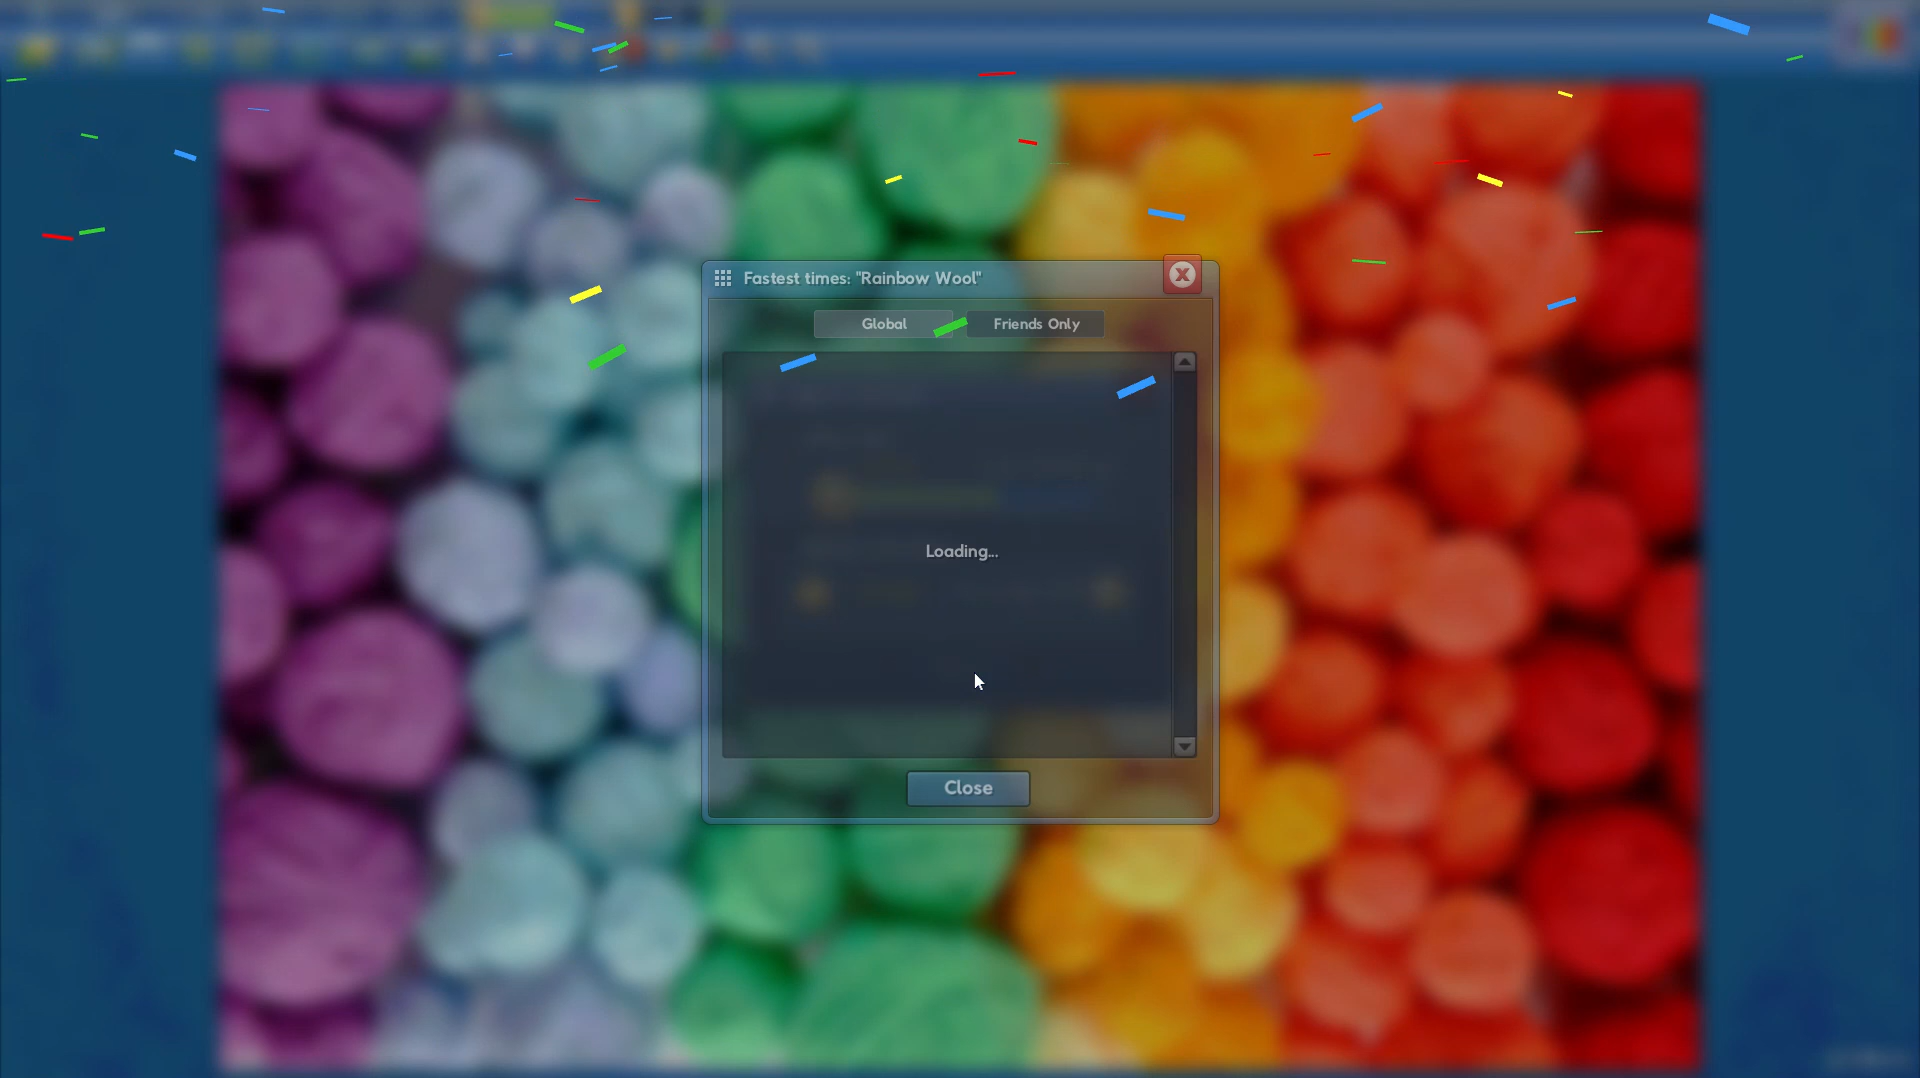 Fastest times: "Rainbow Wool"
Global
Friends Only
Loading...
Close